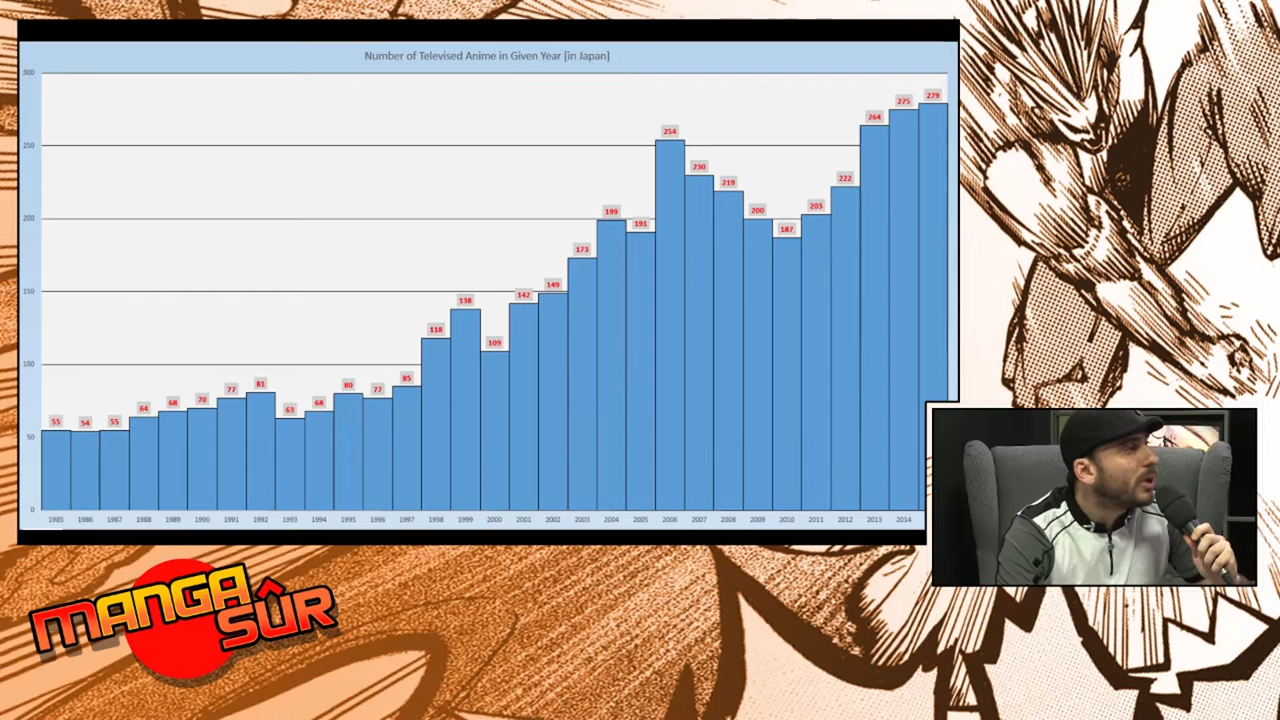 Number of Televised Anime in Given Year [in Japan]
300
250
200
150
100
50
0
55 54 55 64 68 70 77 81 63 68 80 77 85 118 138 109 142 149 173 199 191 254 230 219 200 187 203 222 264 275 279
1985 1986 1987 1988 1989 1990 1991 1992 1993 1994 1995 1996 1997 1998 1999 2000 2001 2002 2003 2004 2005 2006 2007 2008 2009 2010 2011 2012 2013 2014
MANGA
SÛR